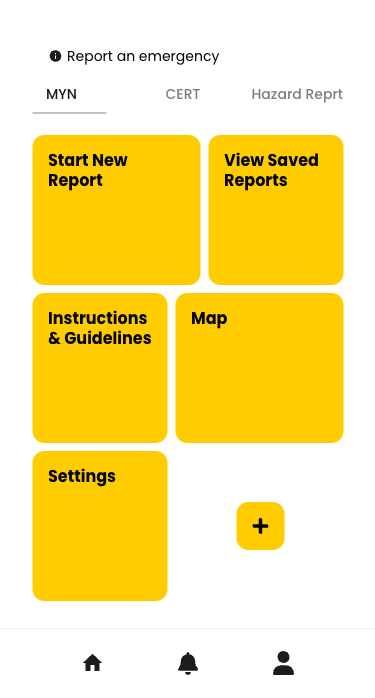 Report an emergency
MYN
CERT
Hazard Reprt
Start New
Report
View Saved
Reports
Instructions
& Guidelines
Map
Settings